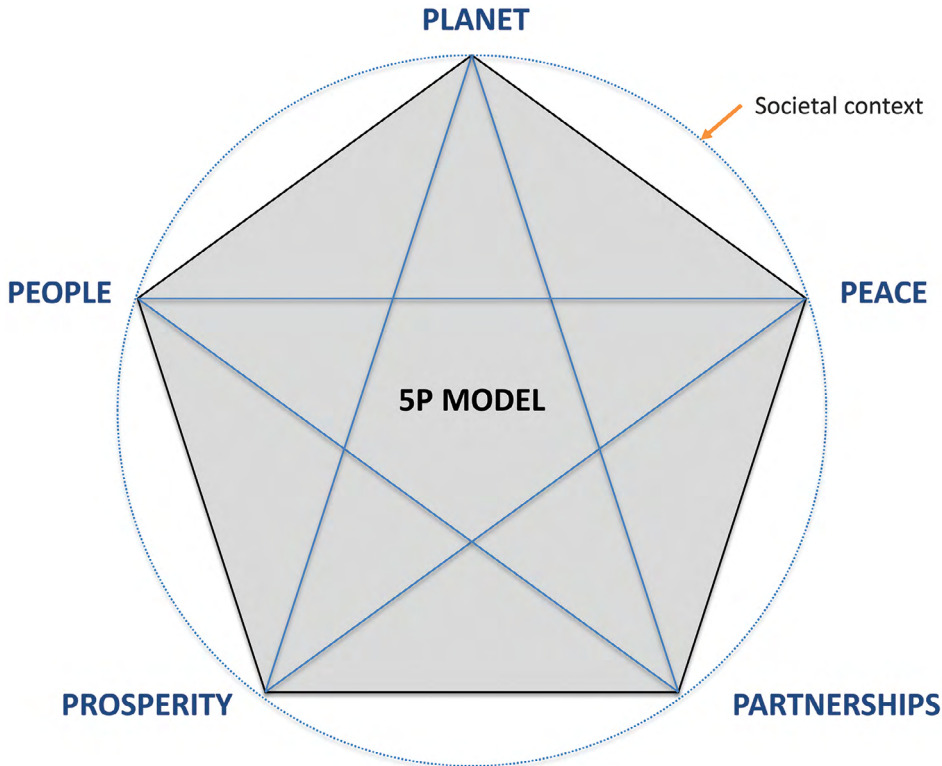 PLANET
Societal context
PEOPLE
PEACE
5P MODEL
PROSPERITY
PARTNERSHIPS